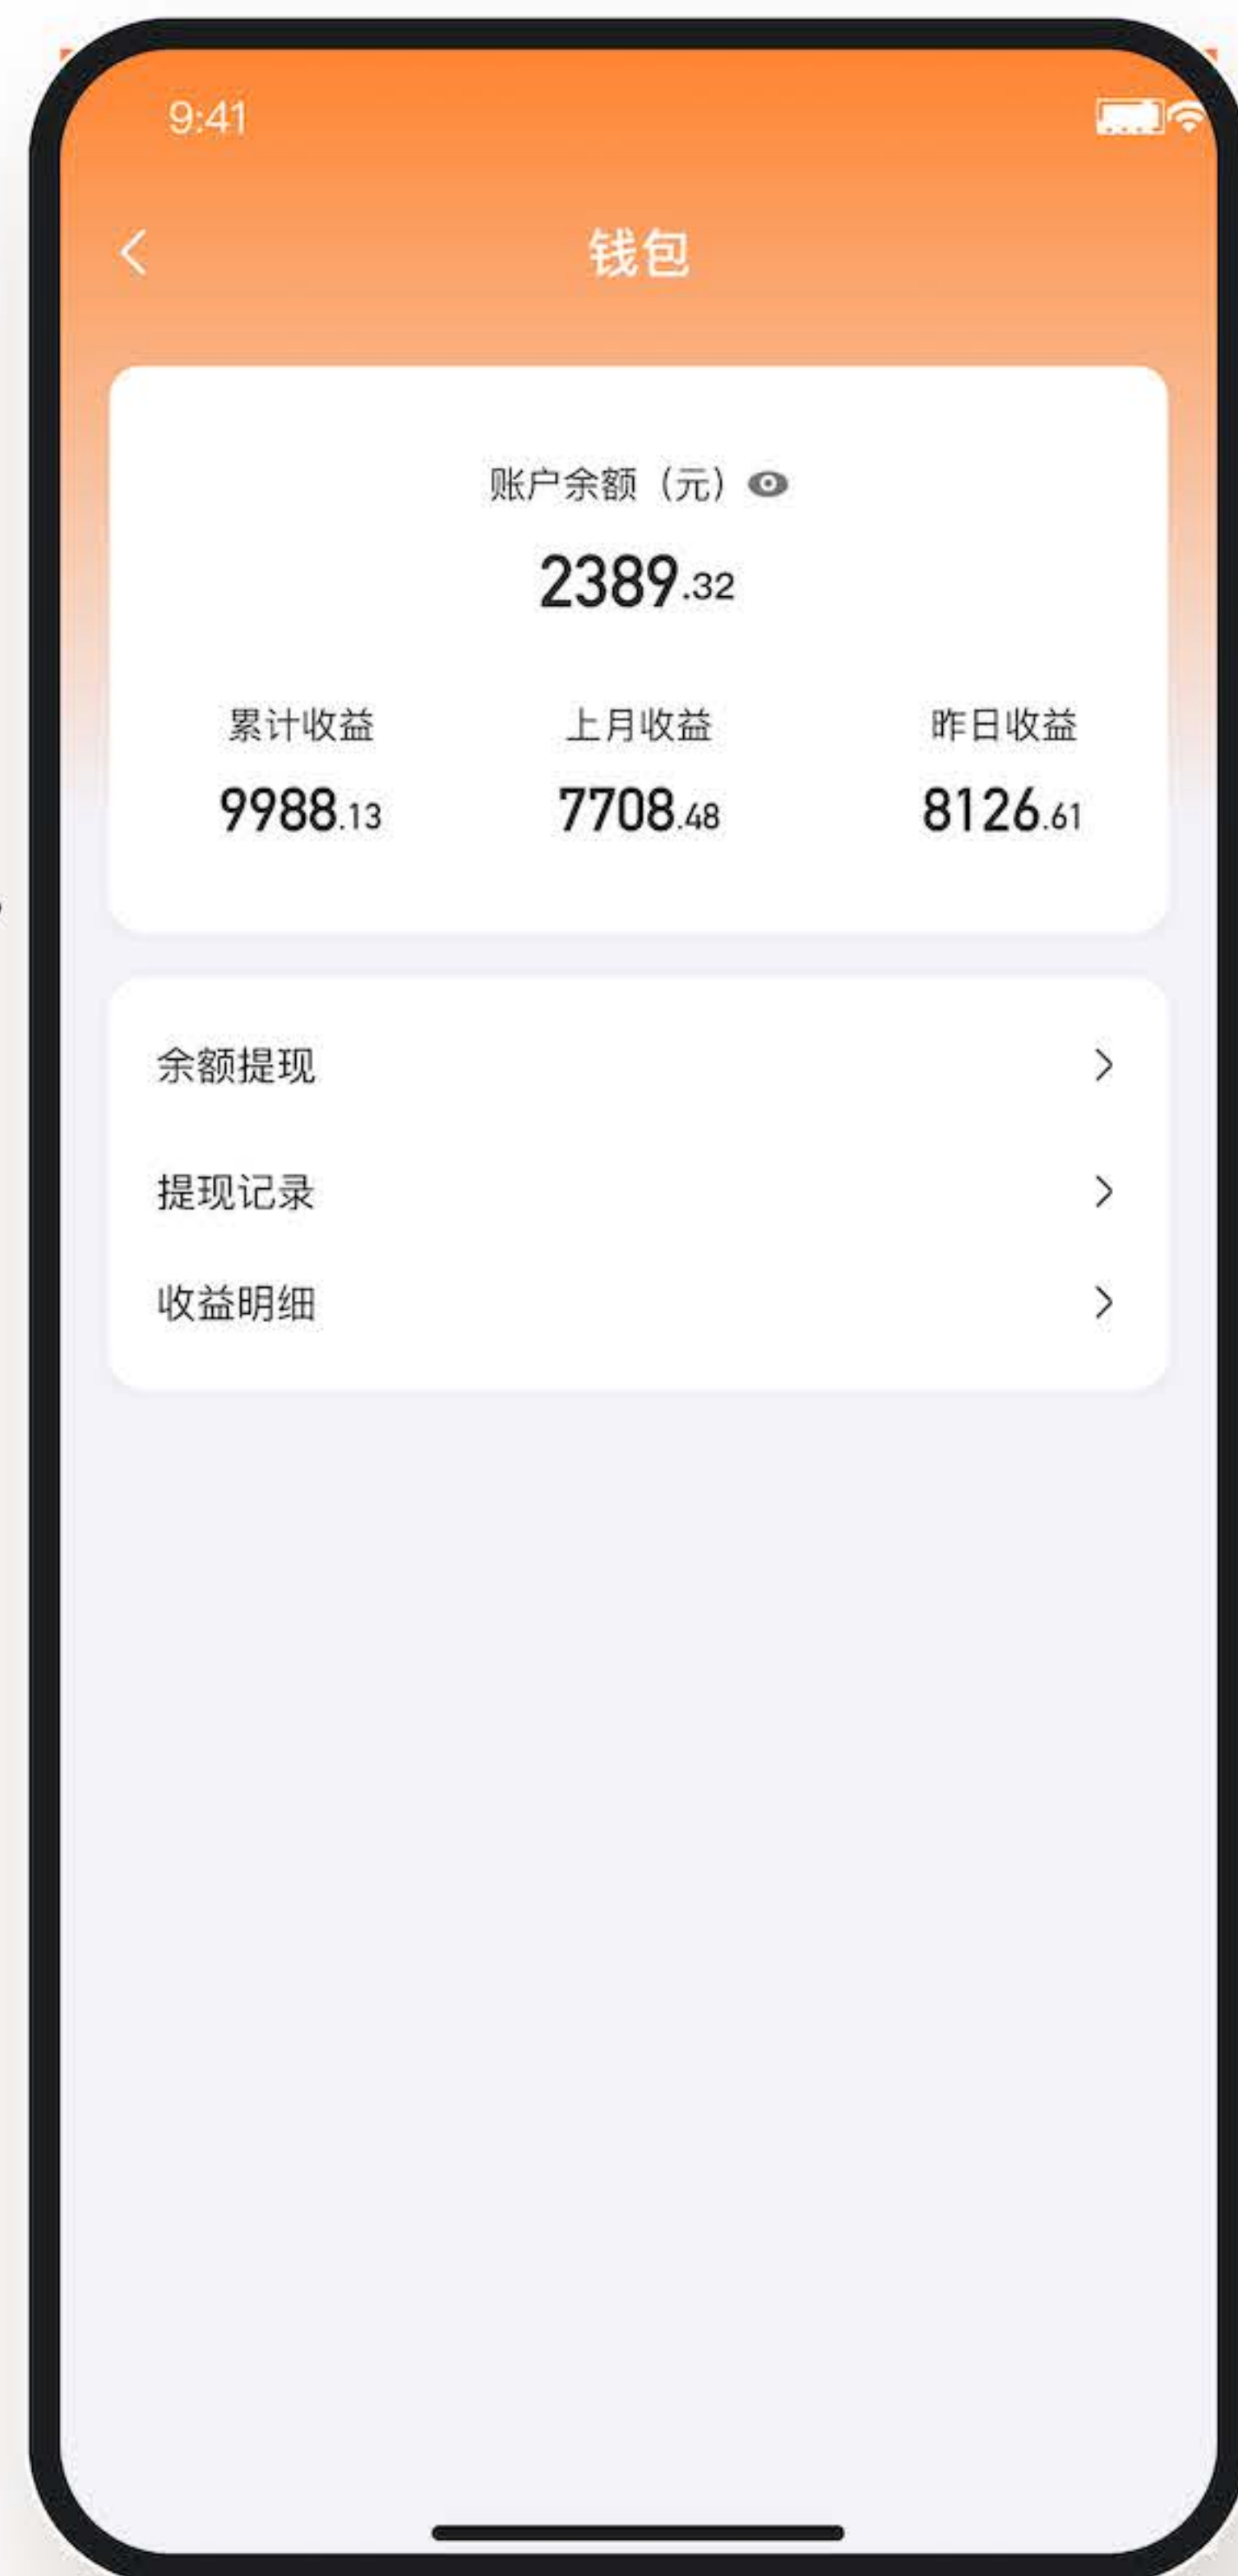 9:41
钱包
账户余额（元）
2389.32
累计收益 上月收益 昨日收益
9988.13 7708.48 8126.61
余额提现
提现记录
收益明细